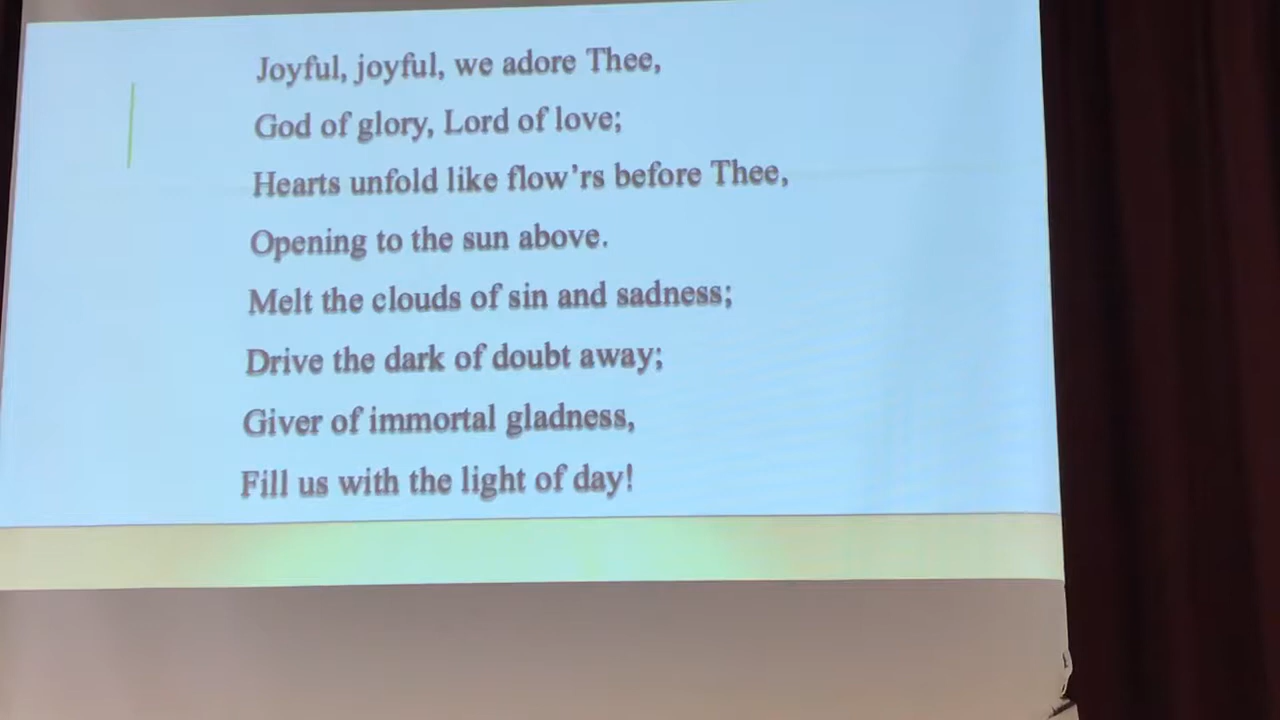 Joyful, joyful, we adore Thee,
God of glory, Lord of love;
Hearts unfold like flow’rs before Thee,
Opening to the sun above.
Melt the clouds of sin and sadness;
Drive the dark of doubt away;
Giver of immortal gladness,
Fill us with the light of day!